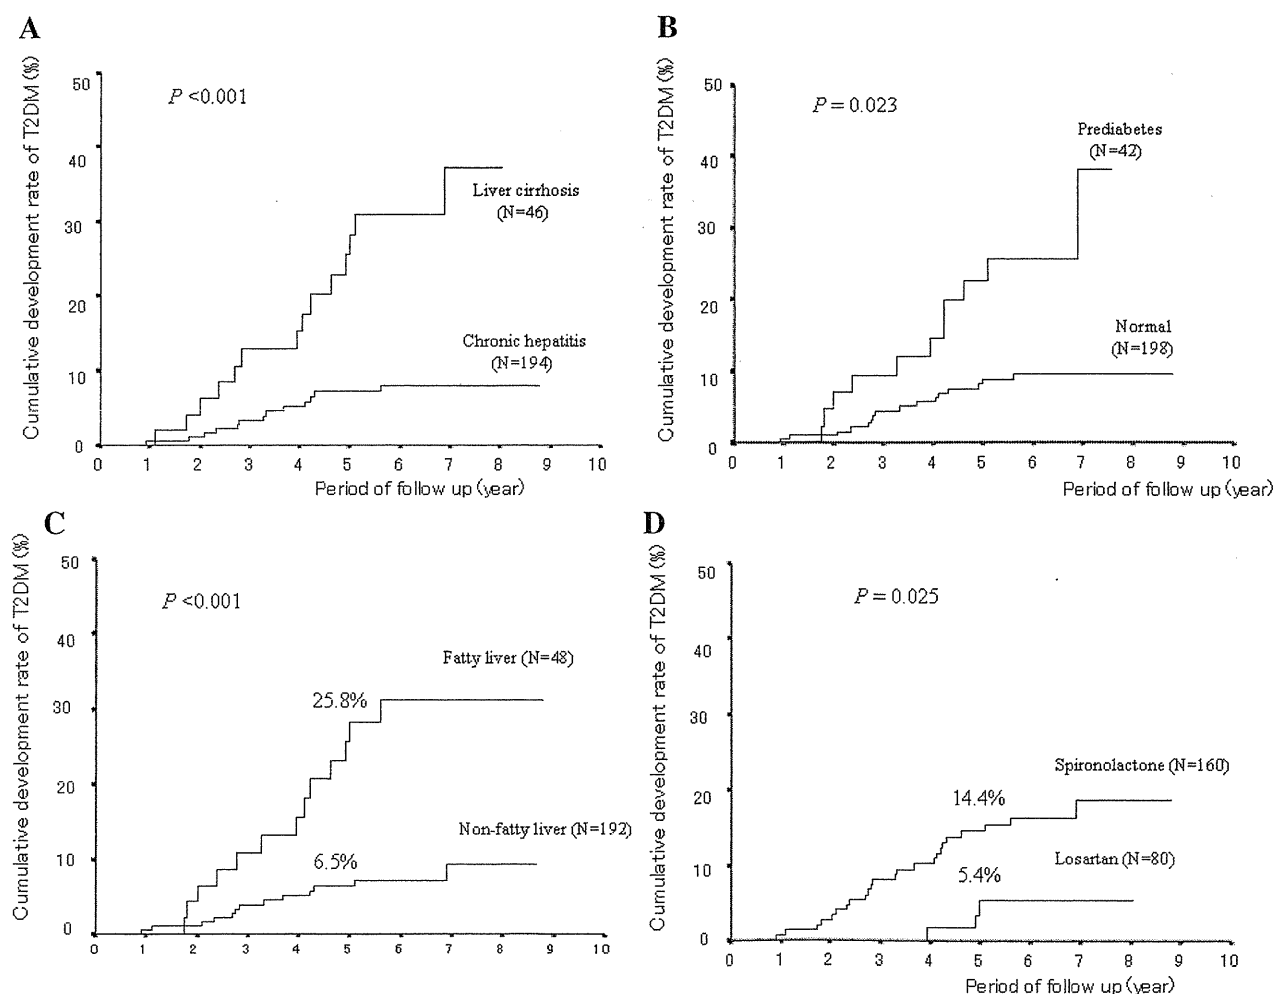 A
Cumulative development rate of T2DM (%)
50
40
30
20
10
0
P <0.001
Liver cirrhosis
(N=46)
Chronic hepatitis
(N=194)
0 1 2 3 4 5 6 7 8 9 10
Period of follow up (year)
B
Cumulative development rate of T2DM (%)
50
40
30
20
10
0
P = 0.023
Prediabetes
(N=42)
Normal
(N=198)
0 1 2 3 4 5 6 7 8 9 10
Period of follow up (year)
C
Cumulative development rate of T2DM (%)
50
40
30
20
10
0
P <0.001
Fatty liver (N=48)
25.8%
Non-fatty liver (N=192)
6.5%
0 1 2 3 4 5 6 7 8 9 10
D
Cumulative development rate of T2DM (%)
50
40
30
20
10
0
P = 0.025
Spironolactone (N=160)
14.4%
Losartan (N=80)
5.4%
0 1 2 3 4 5 6 7 8 9 10
Period of follow up (year)